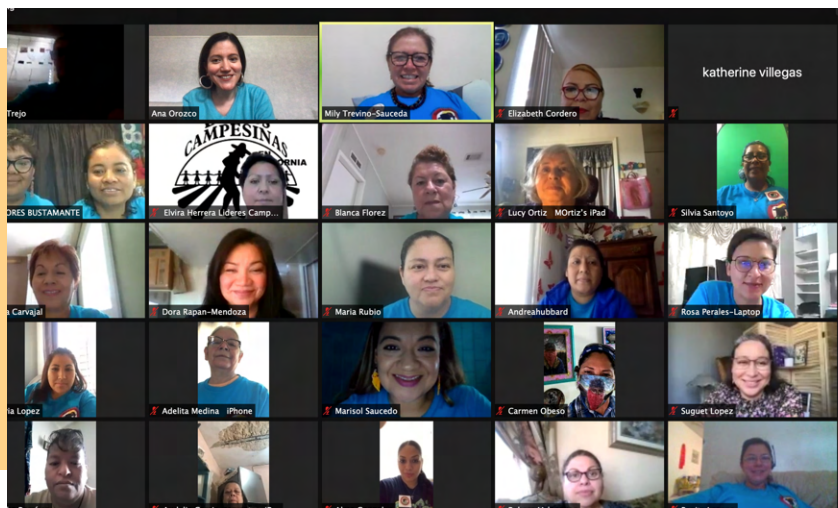 Trejo
Ana Orozco
Mily Trevino-Sauceda
Elizabeth Cordero
katherine villegas
ORES BUSTAMANTE
CAMPESINAS
ORNIA
Elvira Herrera Lideres Camp...
Blanca Florez
Lucy Ortiz MOrtiz's iPad
Silvia Santoyo
a Carvajal
Dora Rapan-Mendoza
Maria Rubio
Andreahubbard
Rosa Perales-Laptop
ria Lopez
Adelita Medina iPhone
Marisol Saucedo
Carmen Obeso
Suguet Lopez